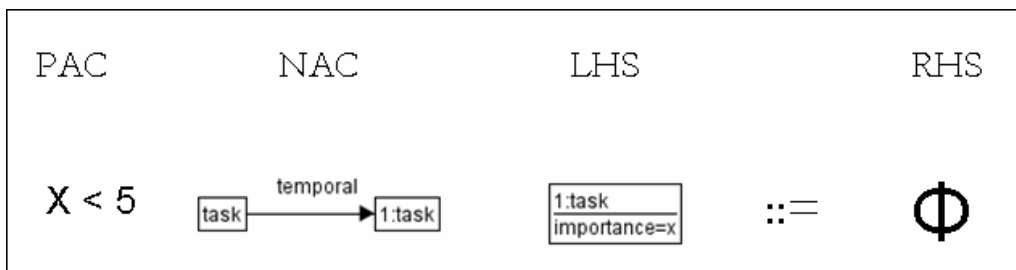 PAC NAC LHS RHS
X < 5 task temporal 1:task 1:task importance=x ::= Φ